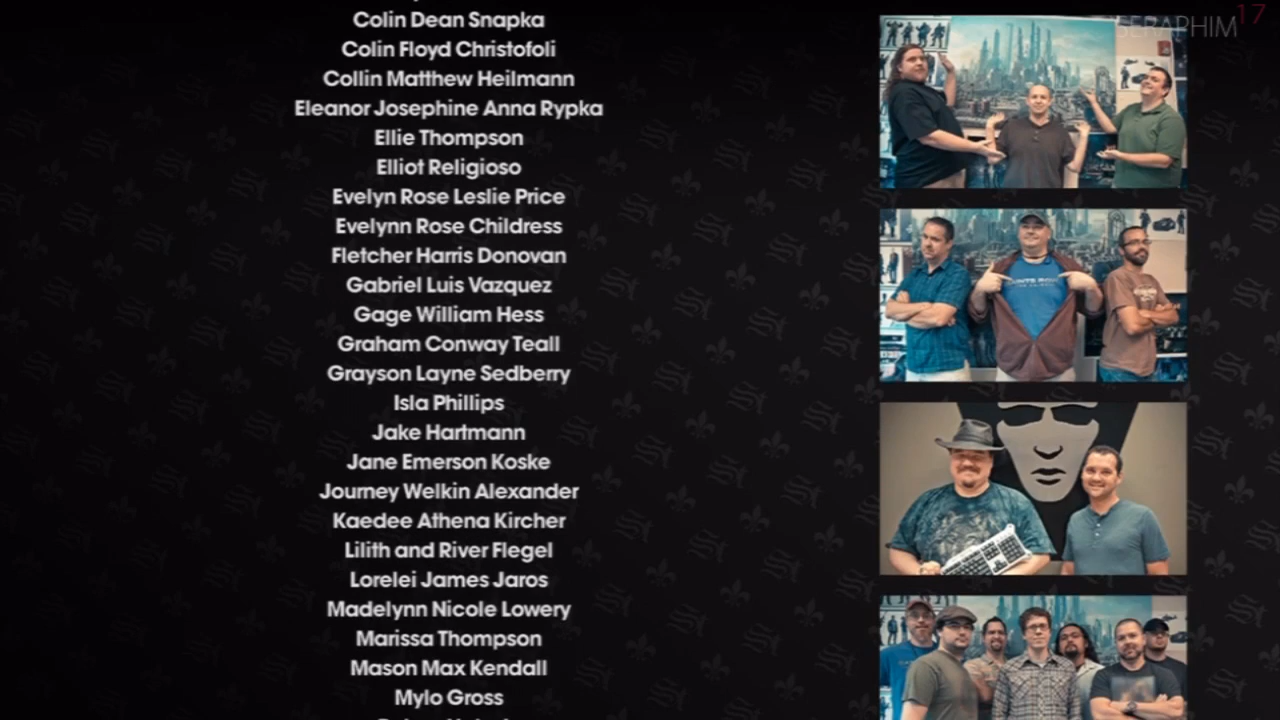 SERAPHIM17
Colin Dean Snapka
Colin Floyd Christofoli
Collin Matthew Heilmann
Eleanor Josephine Anna Rypka
Ellie Thompson
Elliot Religioso
Evelyn Rose Leslie Price
Evelynn Rose Childress
Fletcher Harris Donovan
Gabriel Luis Vazquez
Gage William Hess
Graham Conway Teall
Grayson Layne Sedberry
Isla Phillips
Jake Hartmann
Jane Emerson Koske
Journey Welkin Alexander
Kaedee Athena Kircher
Lilith and River Flegel
Lorelei James Jaros
Madelynn Nicole Lowery
Marissa Thompson
Mason Max Kendall
Mylo Gross